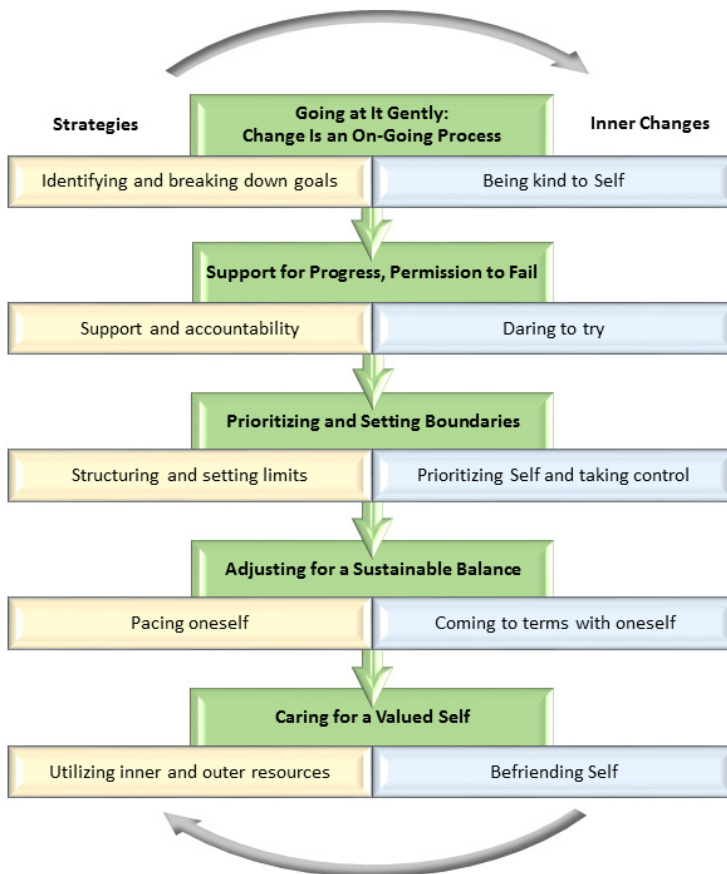 Going at It Gently:
Strategies
Change Is an On-Going Process
Inner Changes
Identifying and breaking down goals
Being kind to Self
Support for Progress, Permission to Fail
Support and accountability
Daring to try
Prioritizing and Setting Boundaries
Structuring and setting limits
Prioritizing Self and taking control
Adjusting for a Sustainable Balance
Pacing oneself
Coming to terms with oneself
Caring for a Valued Self
Utilizing inner and outer resources
Befriending Self